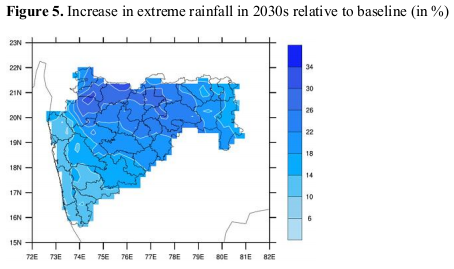 Figure 5. Increase in extreme rainfall in 2030s relative to baseline (in %)
23N
22N
21N
20N
19N
18N
17N
16N
15N
72E 73E 74E 75E 76E 77E 78E 79E 80E 81E 82E
34
30
26
22
18
14
10
6